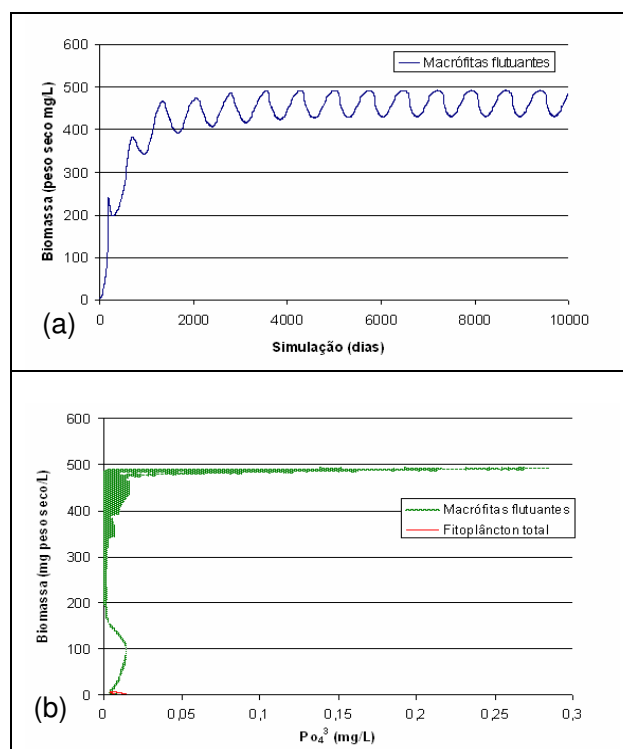 600
500
400
300
200
100
0
Biomassa (peso seco mg/L)
Macrófitas flutuantes
0 2000 4000 6000 8000 10000
Simulação (dias)
(a)
600
500
400
300
200
100
0
Biomassa (mg peso seco/L)
Macrófitas flutuantes
Fitoplâncton total
0 0,05 0,1 0,15 0,2 0,25 0,3
Po₄³ (mg/L)
(b)